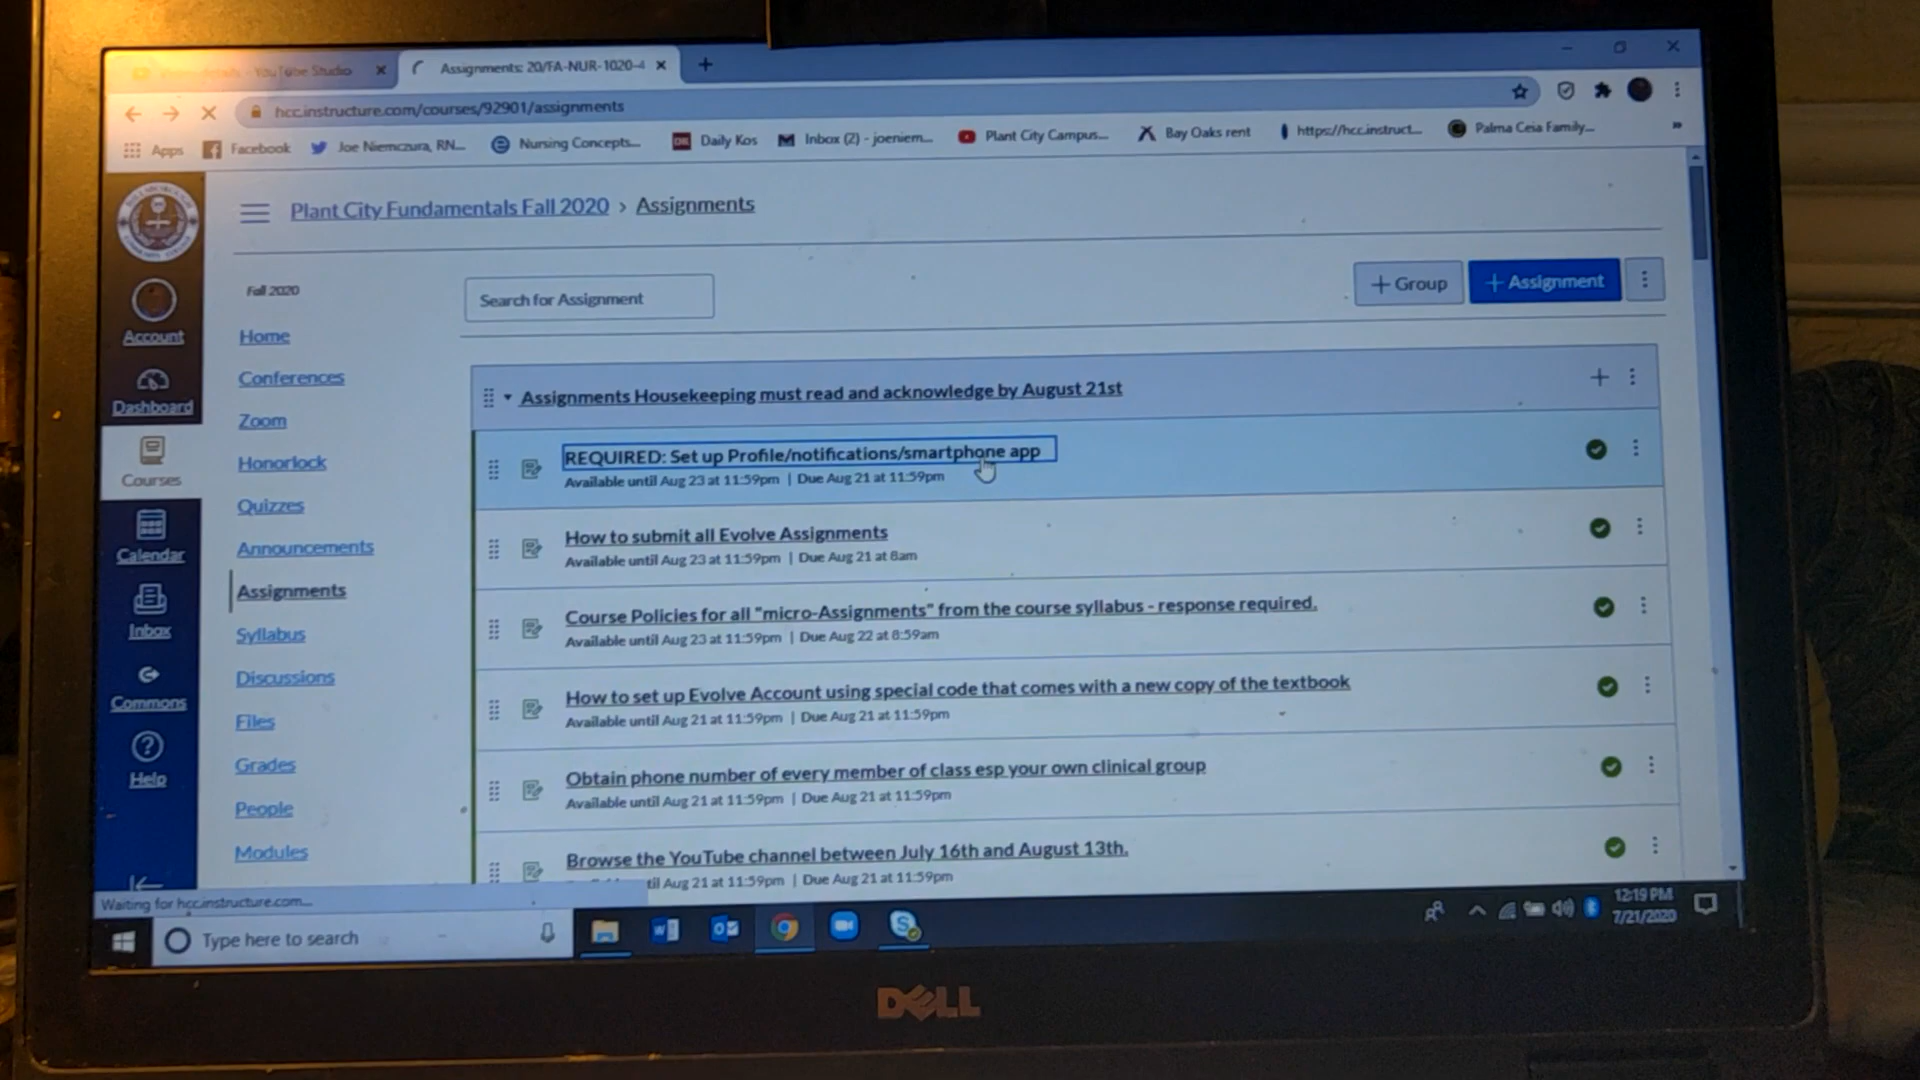 YouTube Studio
Assignments: 20/FA-NUR-1020-4
hcc.instructure.com/courses/92901/assignments
Apps
Facebook
Joe Niemczura, RN...
Nursing Concepts...
Daily Kos
Inbox (2) - joeniem...
Plant City Campus...
Bay Oaks rent
https://hcc.instruct...
Palma Ceia Family...
»
Plant City Fundamentals Fall 2020 › Assignments
Account
Dashboard
Courses
Calendar
Inbox
Commons
Help
Fall 2020
Home
Conferences
Zoom
Honorlock
Quizzes
Announcements
Assignments
Syllabus
Discussions
Files
Grades
People
Modules
Search for Assignment
+ Group
+ Assignment
Assignments Housekeeping must read and acknowledge by August 21st
REQUIRED: Set up Profile/notifications/smartphone app
Available until Aug 23 at 11:59pm | Due Aug 21 at 11:59pm
How to submit all Evolve Assignments
Available until Aug 23 at 11:59pm | Due Aug 21 at 8am
Course Policies for all "micro-Assignments" from the course syllabus - response required.
Available until Aug 23 at 11:59pm | Due Aug 22 at 8:59am
How to set up Evolve Account using special code that comes with a new copy of the textbook
Available until Aug 21 at 11:59pm | Due Aug 21 at 11:59pm
Obtain phone number of every member of class esp your own clinical group
Available until Aug 21 at 11:59pm | Due Aug 21 at 11:59pm
Browse the YouTube channel between July 16th and August 13th.
til Aug 21 at 11:59pm | Due Aug 21 at 11:59pm
Waiting for hcc.instructure.com...
Type here to search
12:19 PM
7/21/2020
DELL